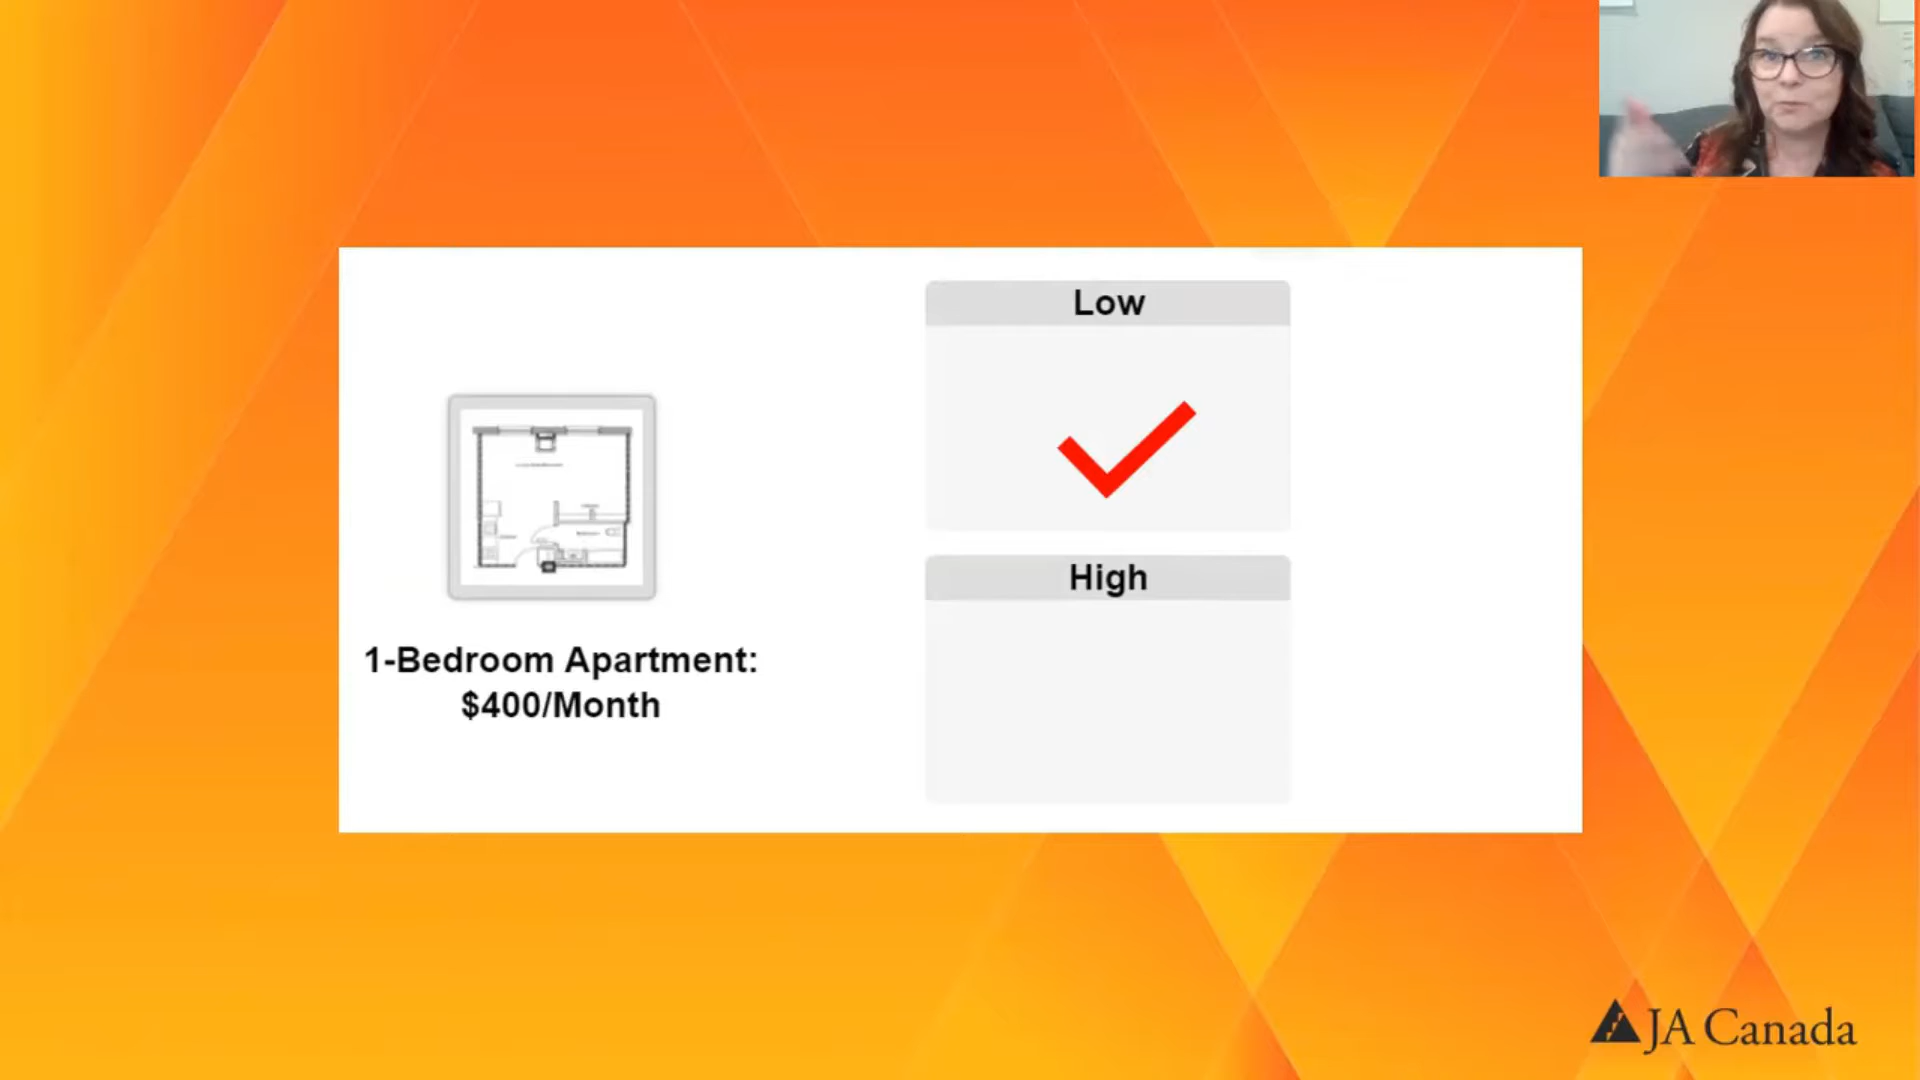 Low
1-Bedroom Apartment:
$400/Month
High
JA Canada